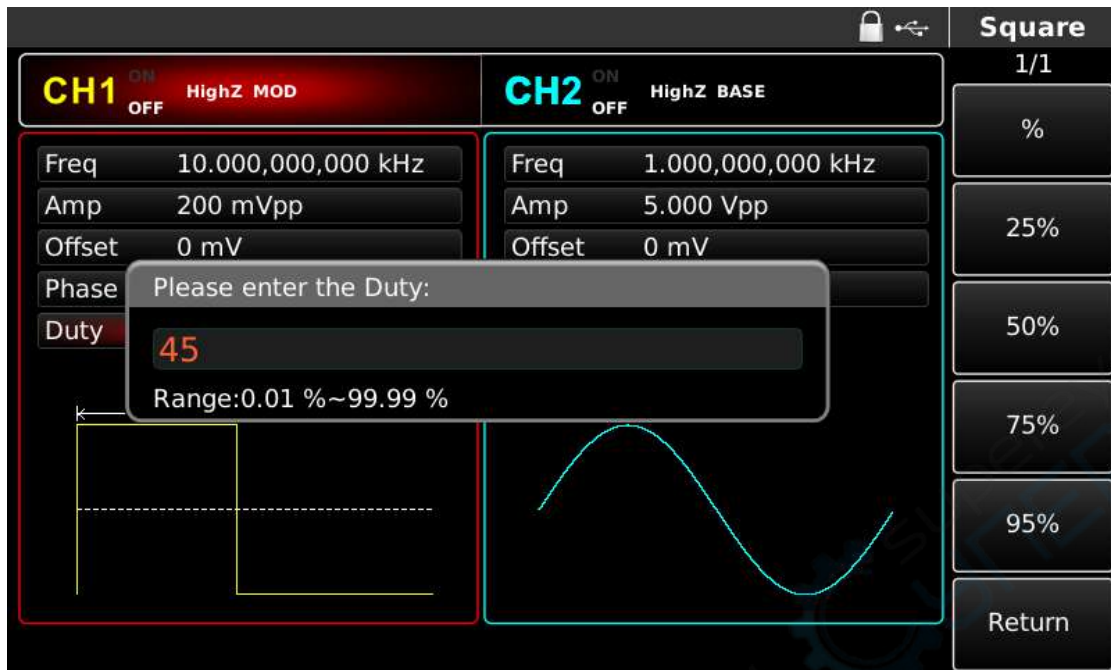 Square
1/1
CH1 ON OFF HighZ MOD
CH2 ON OFF HighZ BASE
Freq 10.000,000,000 kHz
Amp 200 mVpp
Offset 0 mV
Phase
Duty
Freq 1.000,000,000 kHz
Amp 5.000 Vpp
Offset 0 mV
Please enter the Duty:
45
Range:0.01 %~99.99 %
%
25%
50%
75%
95%
Return